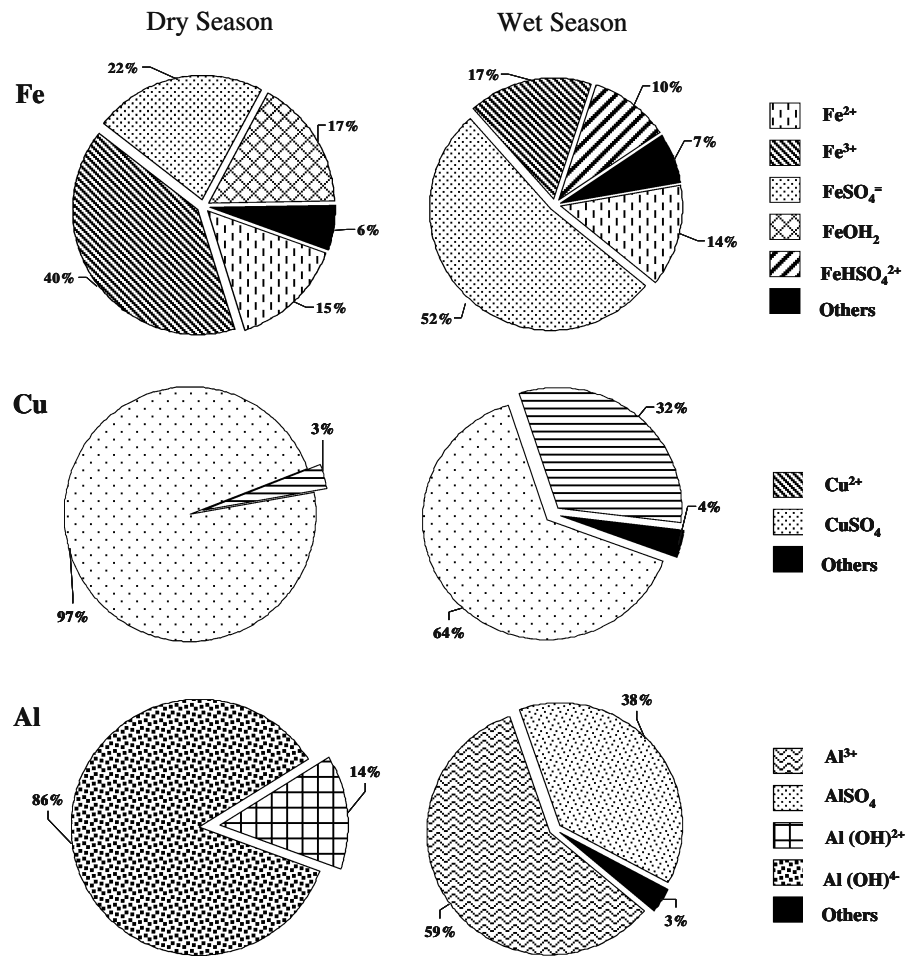 Dry Season Wet Season
Fe
22%
17%
6%
15%
40%
17%
10%
7%
14%
52%
Fe²⁺
Fe³⁺
FeSO₄⁼
FeOH₂
FeHSO₄²⁺
Others
Cu
3%
97%
32%
4%
64%
Cu²⁺
CuSO₄
Others
Al
86%
14%
38%
3%
59%
Al³⁺
AlSO₄
Al (OH)²⁺
Al (OH)⁴⁻
Others